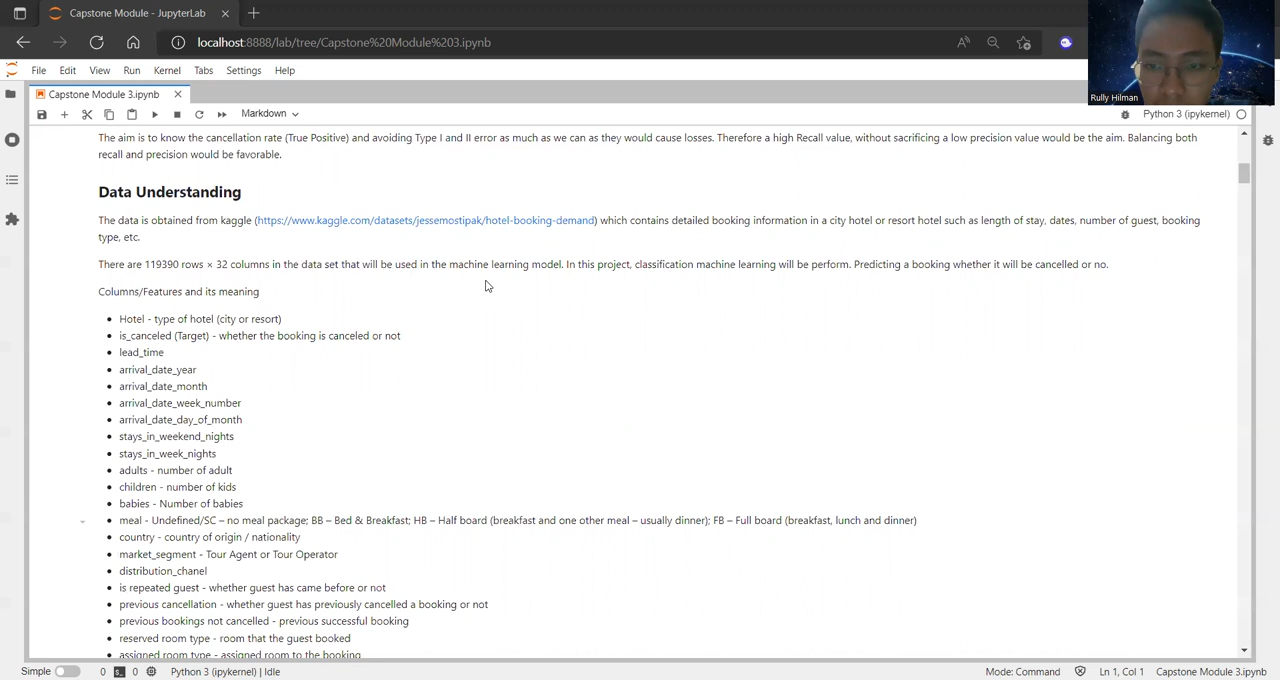 Capstone Module - JupyterLab
localhost:8888/lab/tree/Capstone%20Module%203.ipynb
File Edit View Run Kernel Tabs Settings Help
Rully Hilman
Capstone Module 3.ipynb
Markdown
Python 3 (ipykernel)
The aim is to know the cancellation rate (True Positive) and avoiding Type I and II error as much as we can as they would cause losses. Therefore a high Recall value, without sacrificing a low precision value would be the aim. Balancing both
recall and precision would be favorable.
Data Understanding
The data is obtained from kaggle (https://www.kaggle.com/datasets/jessemostipak/hotel-booking-demand) which contains detailed booking information in a city hotel or resort hotel such as length of stay, dates, number of guest, booking
type, etc.
There are 119390 rows × 32 columns in the data set that will be used in the machine learning model. In this project, classification machine learning will be perform. Predicting a booking whether it will be cancelled or no.
Columns/Features and its meaning
• Hotel - type of hotel (city or resort)
• is_canceled (Target) - whether the booking is canceled or not
• lead_time
• arrival_date_year
• arrival_date_month
• arrival_date_week_number
• arrival_date_day_of_month
• stays_in_weekend_nights
• stays_in_week_nights
• adults - number of adult
• children - number of kids
• babies - Number of babies
• meal - Undefined/SC – no meal package; BB – Bed & Breakfast; HB – Half board (breakfast and one other meal – usually dinner); FB – Full board (breakfast, lunch and dinner)
• country - country of origin / nationality
• market_segment - Tour Agent or Tour Operator
• distribution_chanel
• is repeated guest - whether guest has came before or not
• previous cancellation - whether guest has previously cancelled a booking or not
• previous bookings not cancelled - previous successful booking
• reserved room type - room that the guest booked
• assigned room type - assigned room to the booking
Simple 0 0 Python 3 (ipykernel) | Idle Mode: Command Ln 1, Col 1 Capstone Module 3.ipynb